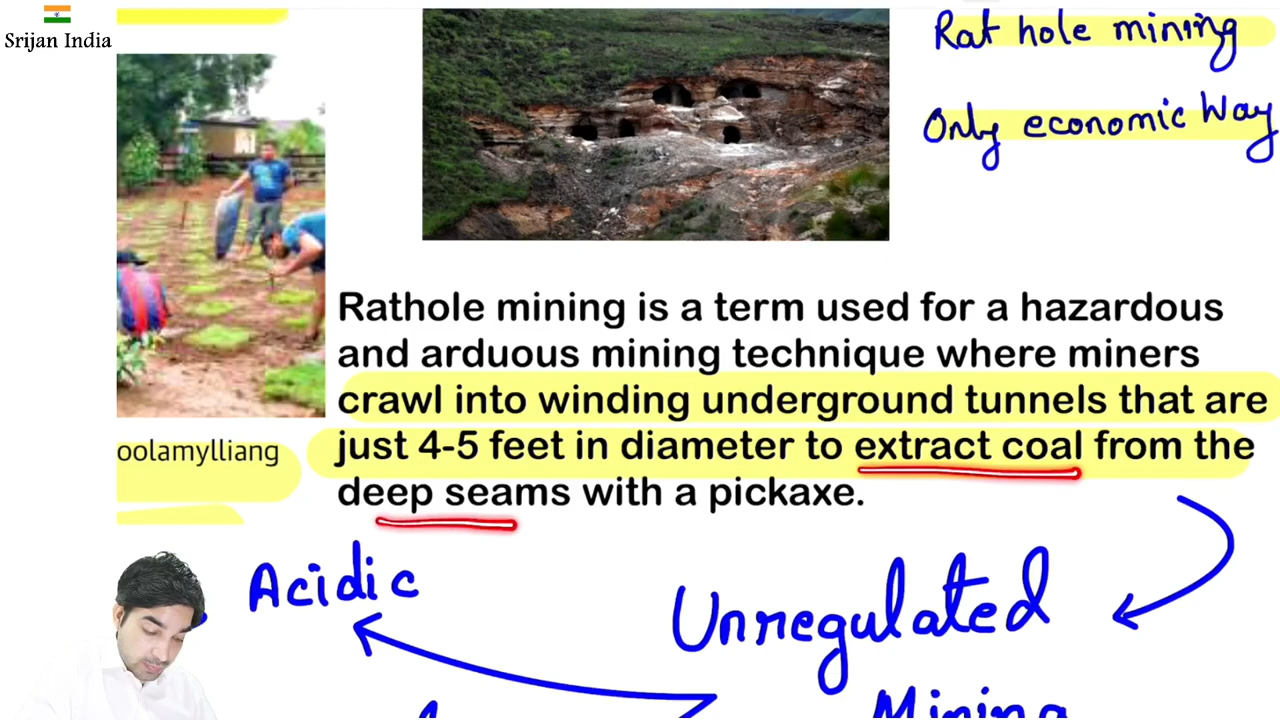 Srijan India
Rat hole mining
Only economic Way
Rathole mining is a term used for a hazardous
and arduous mining technique where miners
crawl into winding underground tunnels that are
just 4-5 feet in diameter to extract coal from the
deep seams with a pickaxe.
oolamylliang
Acidic
Unregulated
Mining